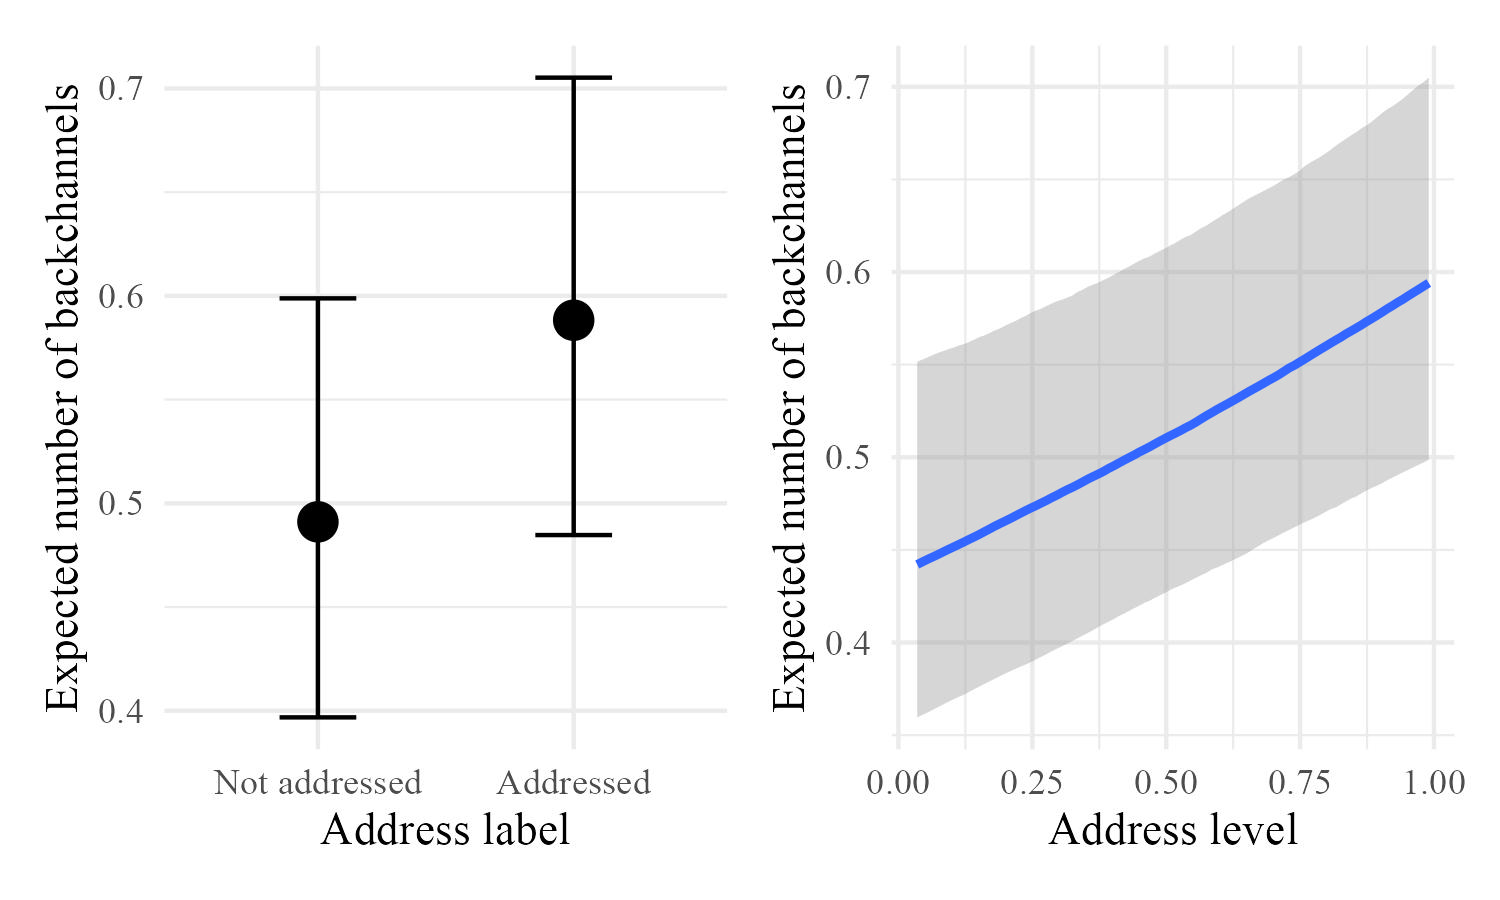 Expected number of backchannels
0.7
0.6
0.5
0.4
Not addressed
Addressed
Address label
Expected number of backchannels
0.7
0.6
0.5
0.4
0.00
0.25
0.50
0.75
1.00
Address level